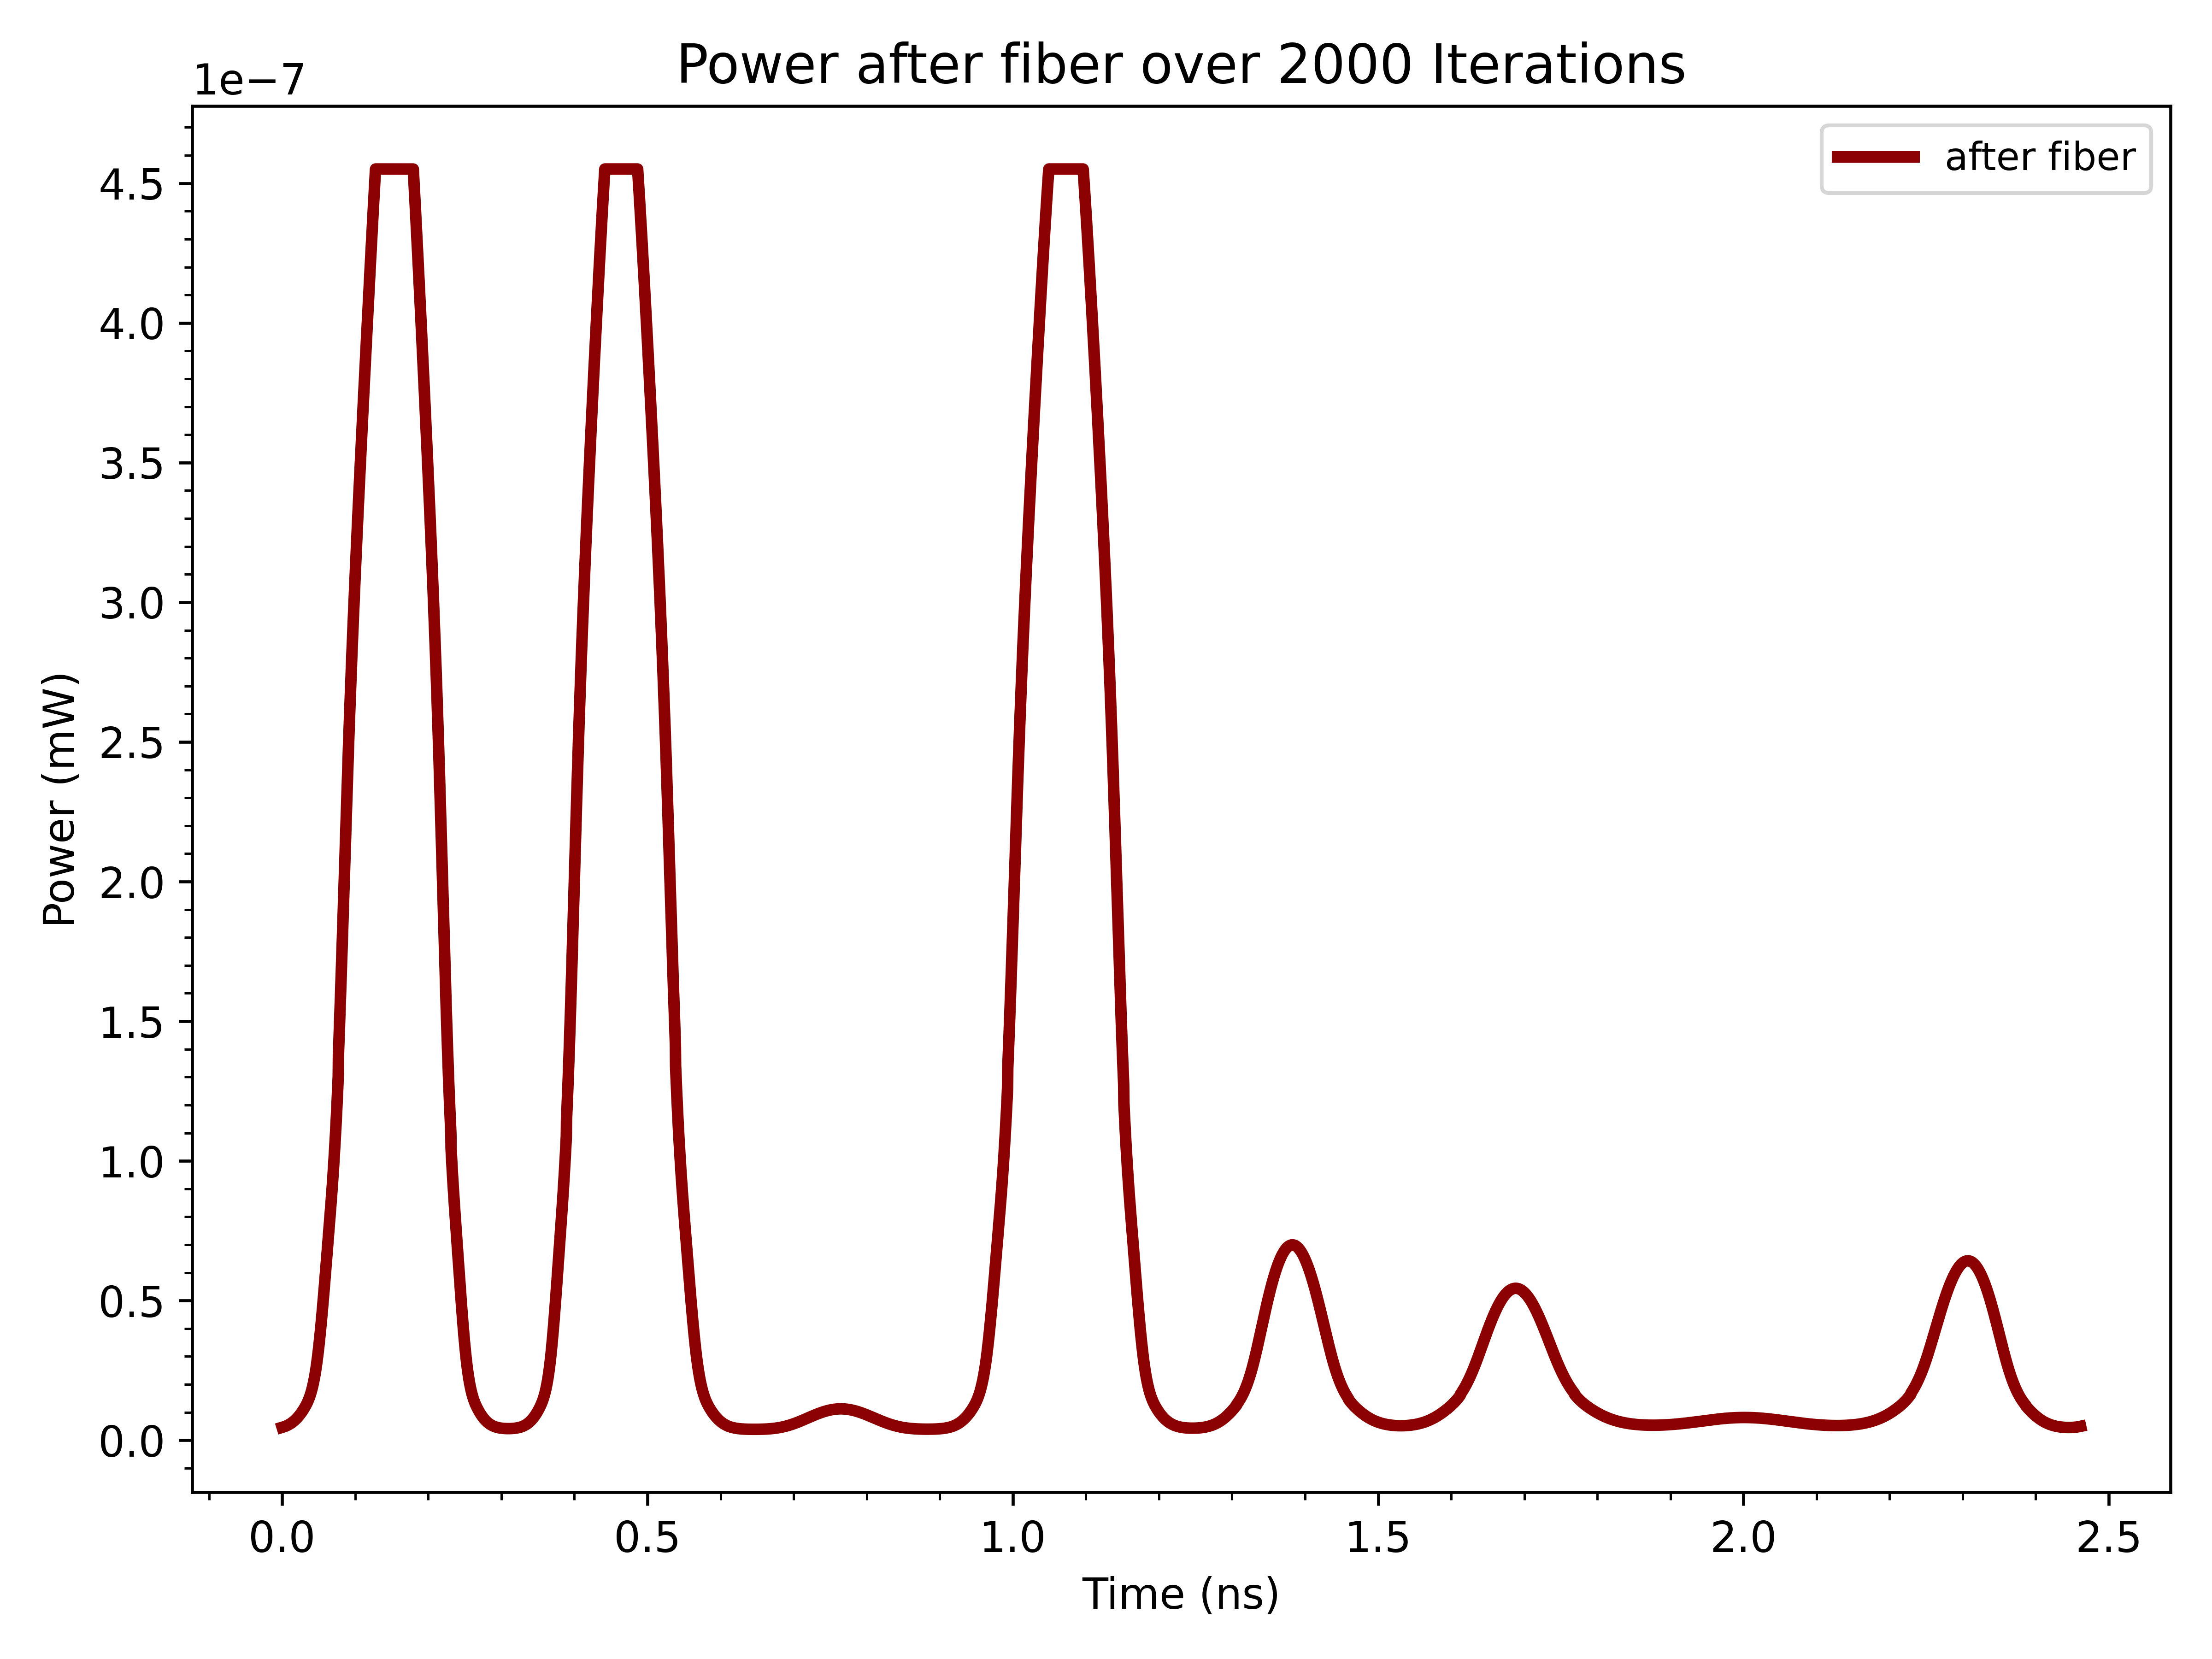 Power after fiber over 2000 Iterations
1e−7
after fiber
4.5
4.0
3.5
3.0
2.5
2.0
1.5
1.0
0.5
0.0
Power (mW)
0.0 0.5 1.0 1.5 2.0 2.5
Time (ns)